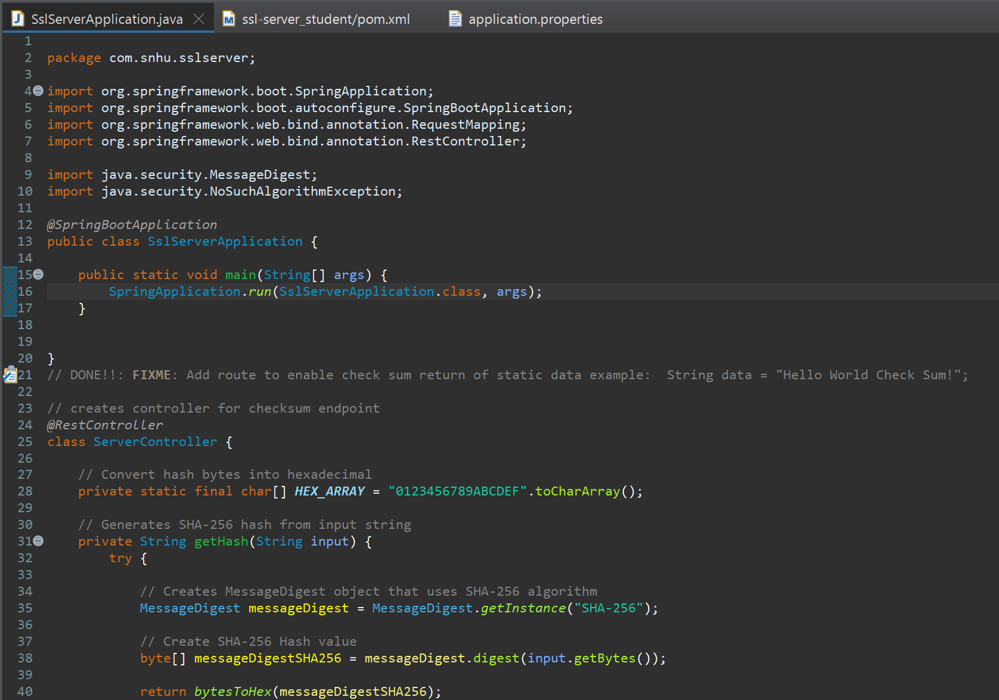 SslServerApplication.java ssl-server_student/pom.xml application.properties
1
2 package com.snhu.sslserver;
3
4 import org.springframework.boot.SpringApplication;
5 import org.springframework.boot.autoconfigure.SpringBootApplication;
6 import org.springframework.web.bind.annotation.RequestMapping;
7 import org.springframework.web.bind.annotation.RestController;
8
9 import java.security.MessageDigest;
10 import java.security.NoSuchAlgorithmException;
11
12 @SpringBootApplication
13 public class SslServerApplication {
14
15     public static void main(String[] args) {
16         SpringApplication.run(SslServerApplication.class, args);
17     }
18
19
20 }
21 // DONE!!: FIXME: Add route to enable check sum return of static data example:  String data = "Hello World Check Sum!";
22
23 // creates controller for checksum endpoint
24 @RestController
25 class ServerController {
26
27     // Convert hash bytes into hexadecimal
28     private static final char[] HEX_ARRAY = "0123456789ABCDEF".toCharArray();
29
30     // Generates SHA-256 hash from input string
31     private String getHash(String input) {
32         try {
33
34             // Creates MessageDigest object that uses SHA-256 algorithm
35             MessageDigest messageDigest = MessageDigest.getInstance("SHA-256");
36
37             // Create SHA-256 Hash value
38             byte[] messageDigestSHA256 = messageDigest.digest(input.getBytes());
39
40             return bytesToHex(messageDigestSHA256);